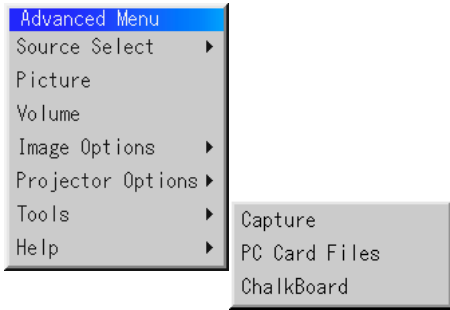 Advanced Menu
Source Select
Picture
Volume
Image Options
Projector Options
Tools
Help
Capture
PC Card Files
ChalkBoard